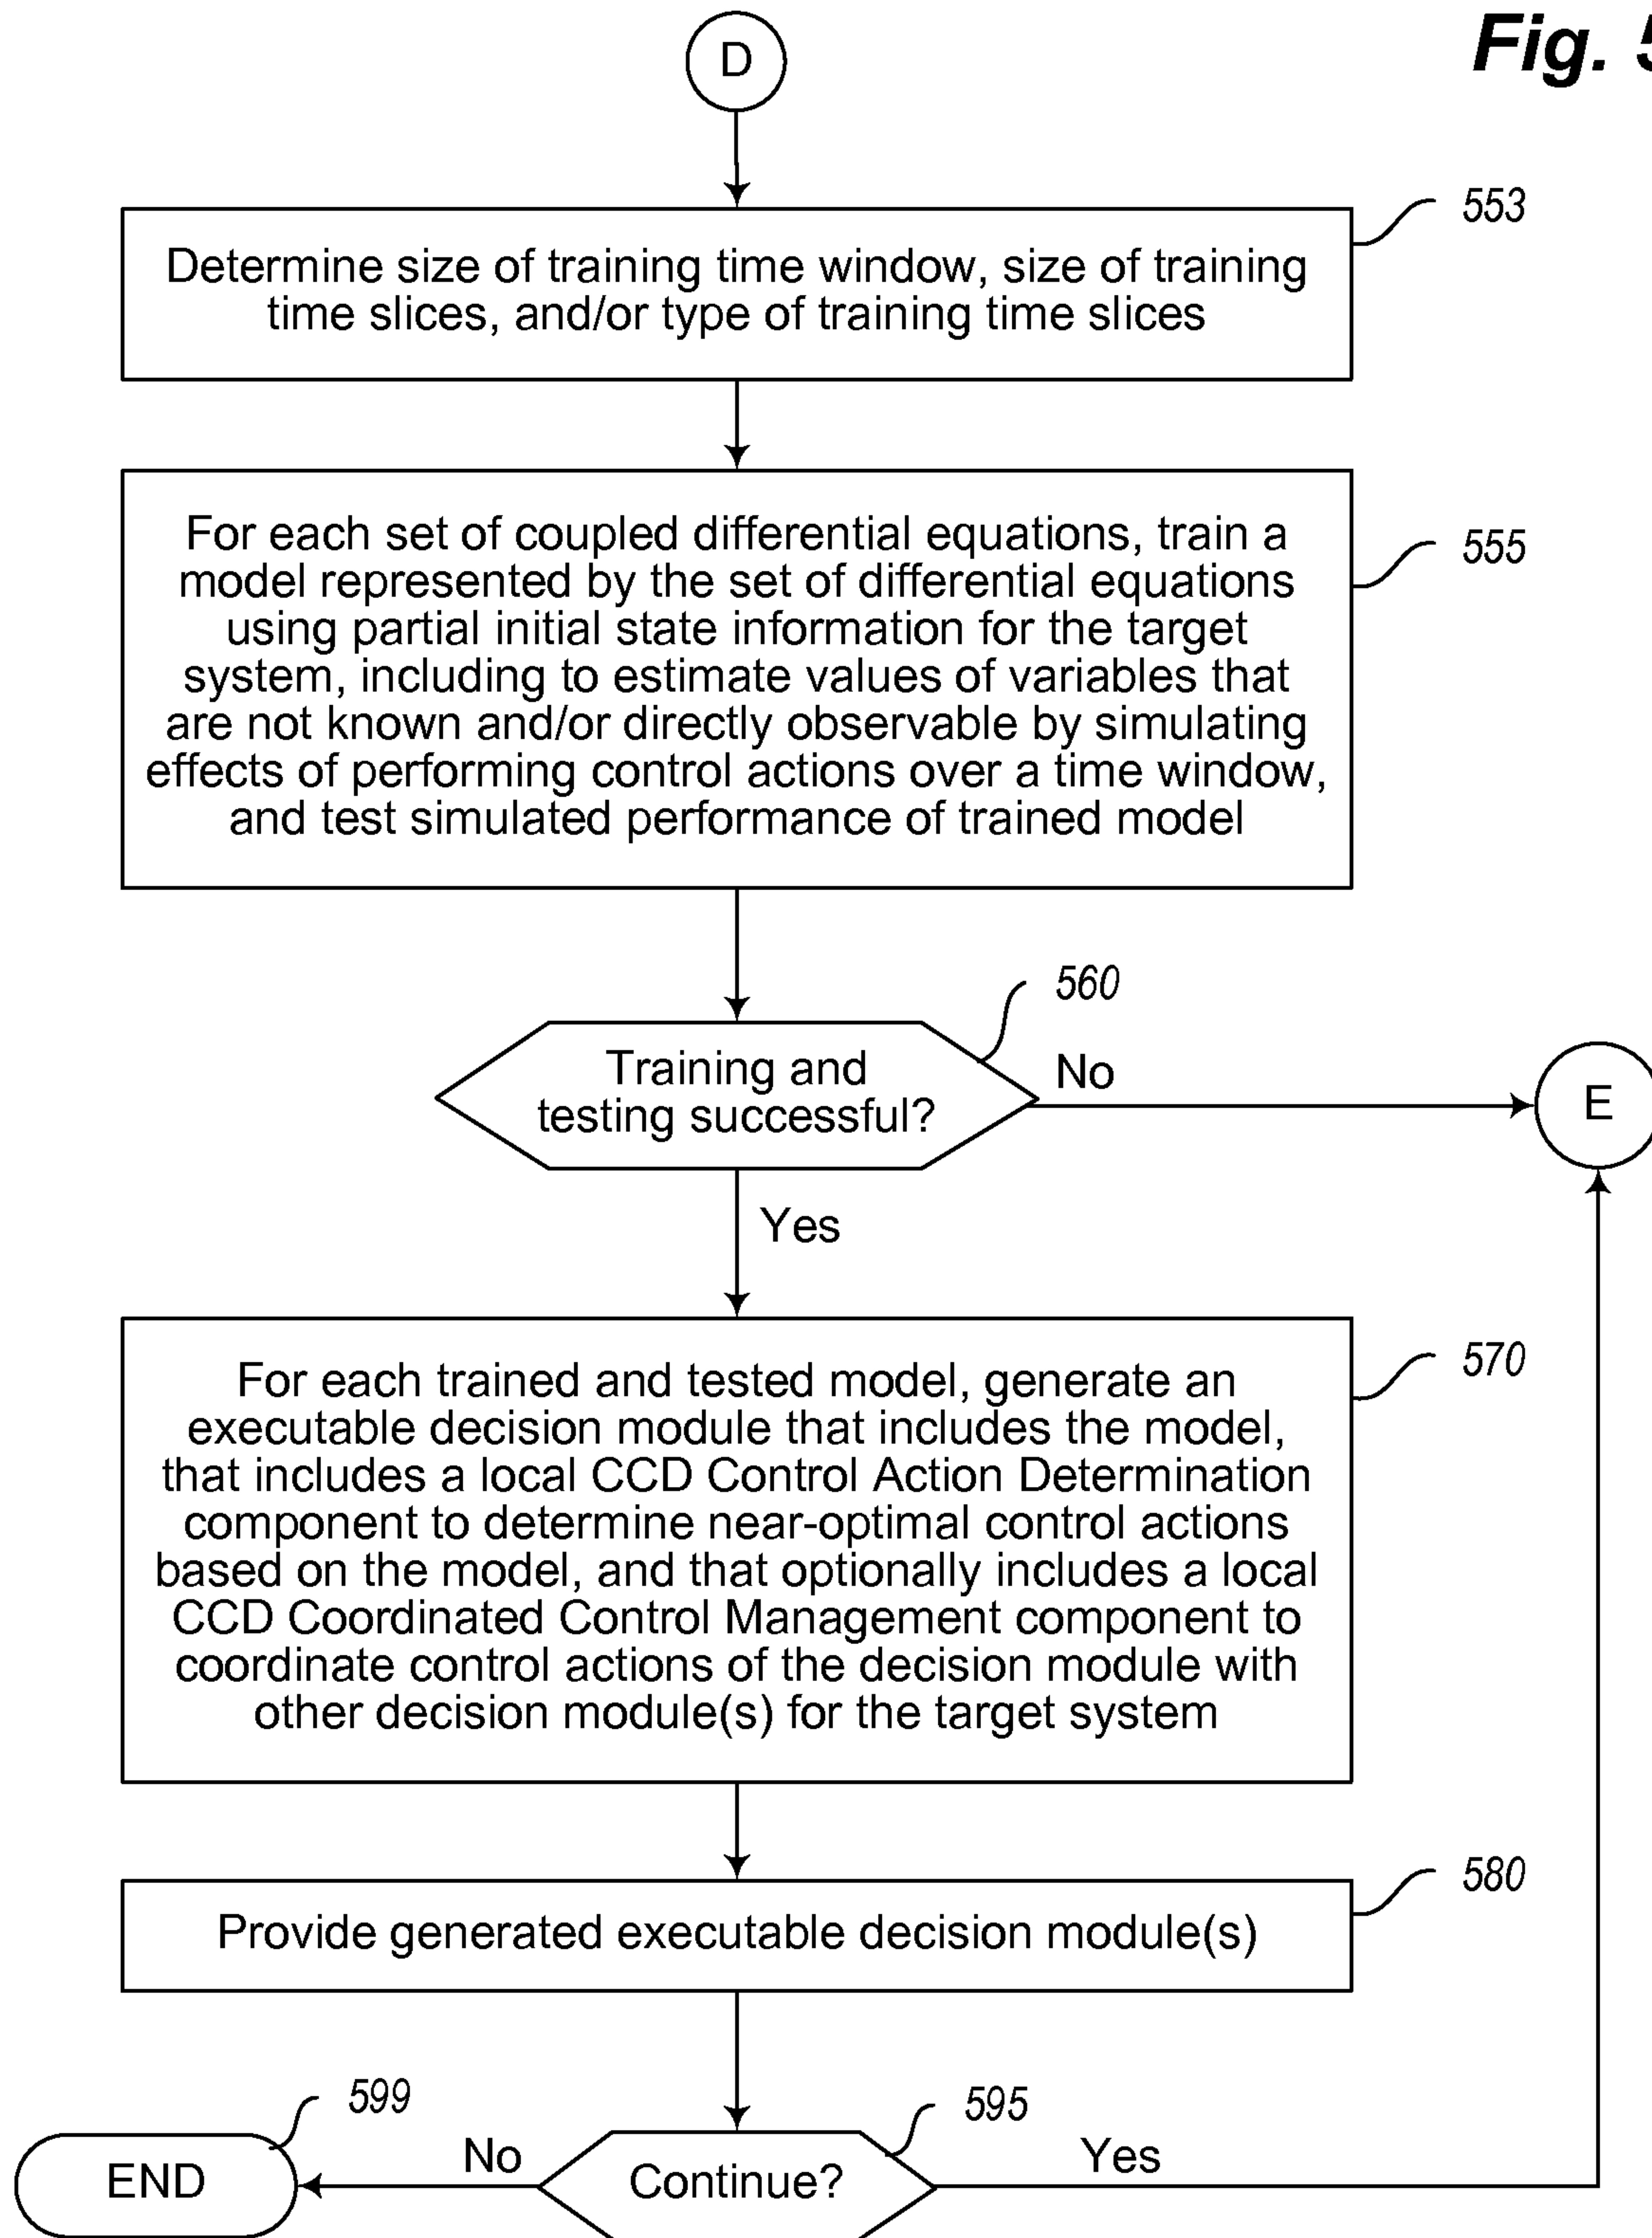 Fig. 5
D
553
Determine size of training time window, size of training
time slices, and/or type of training time slices
For each set of coupled differential equations, train a
model represented by the set of differential equations
using partial initial state information for the target
system, including to estimate values of variables that
are not known and/or directly observable by simulating
effects of performing control actions over a time window,
and test simulated performance of trained model
555
560
Training and
testing successful?
No
E
Yes
For each trained and tested model, generate an
executable decision module that includes the model,
that includes a local CCD Control Action Determination
component to determine near-optimal control actions
based on the model, and that optionally includes a local
CCD Coordinated Control Management component to
coordinate control actions of the decision module with
other decision module(s) for the target system
570
580
Provide generated executable decision module(s)
599
595
END
No
Continue?
Yes